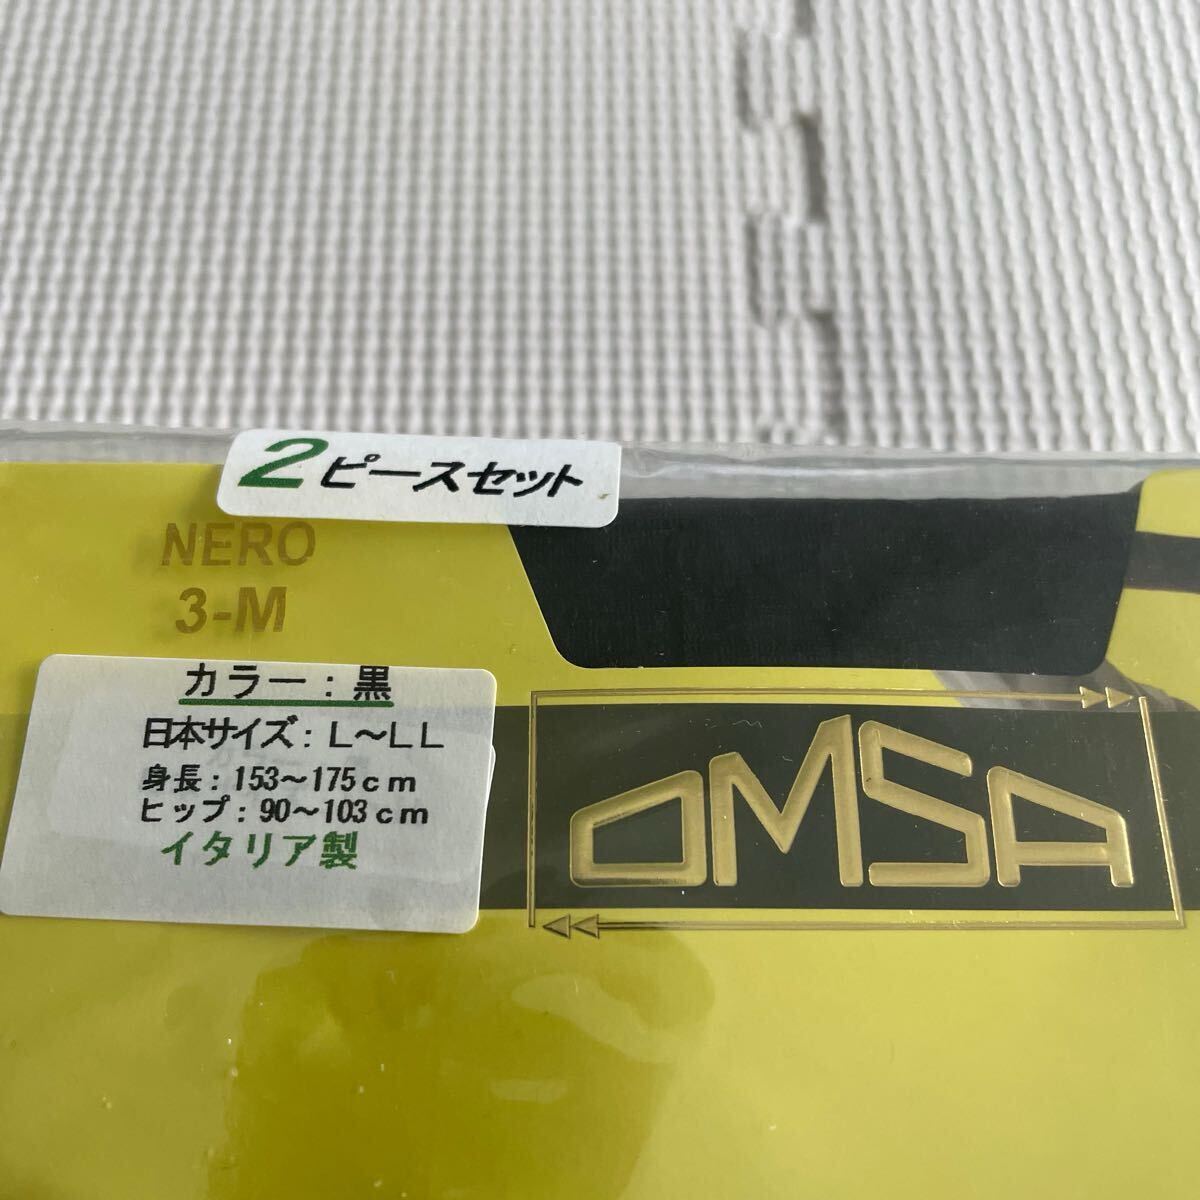 2ピースセット
NERO
3-M
カラー：黒
日本サイズ：L～LL
身長：153～175cm
ヒップ：90～103cm
イタリア製
OMSA